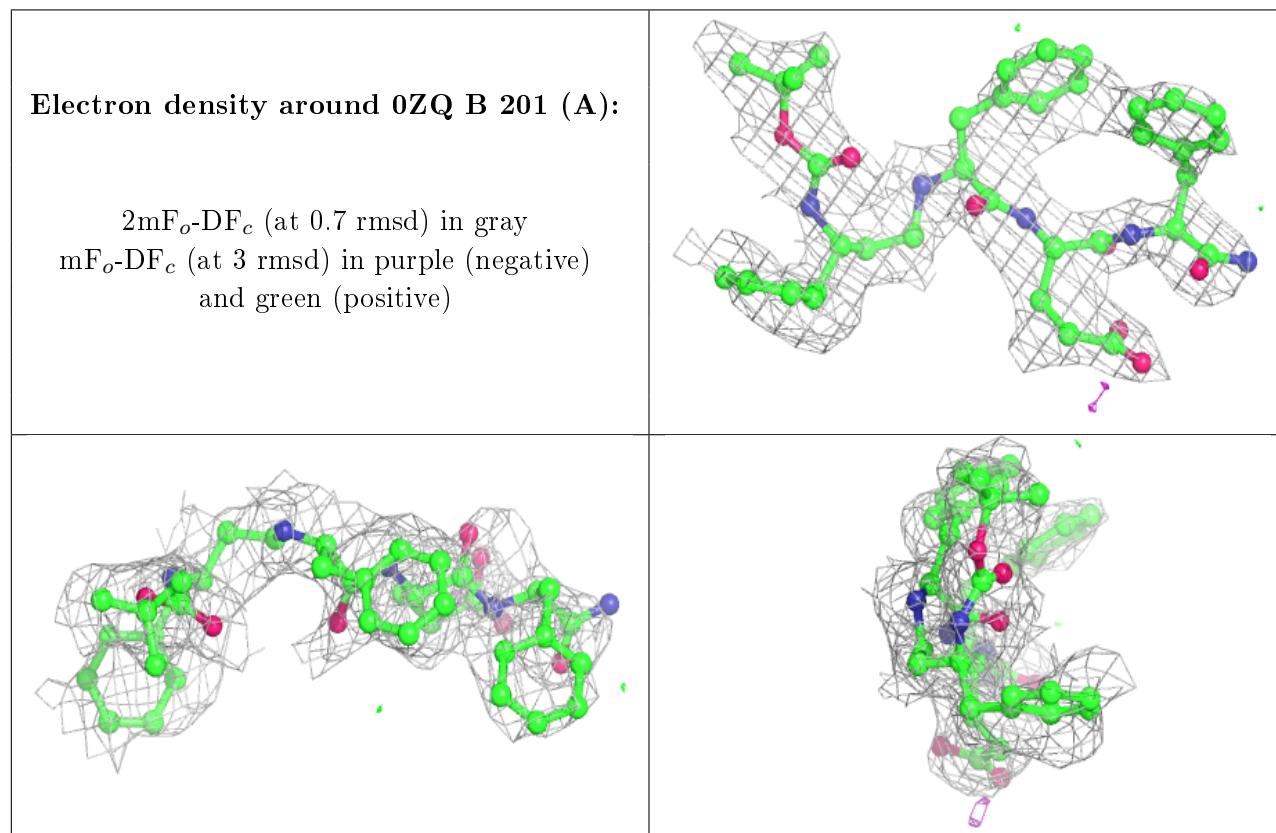 Electron density around 0ZQ B 201 (A):
2mFₒ-DF𝑐 (at 0.7 rmsd) in gray
mFₒ-DF𝑐 (at 3 rmsd) in purple (negative)
and green (positive)